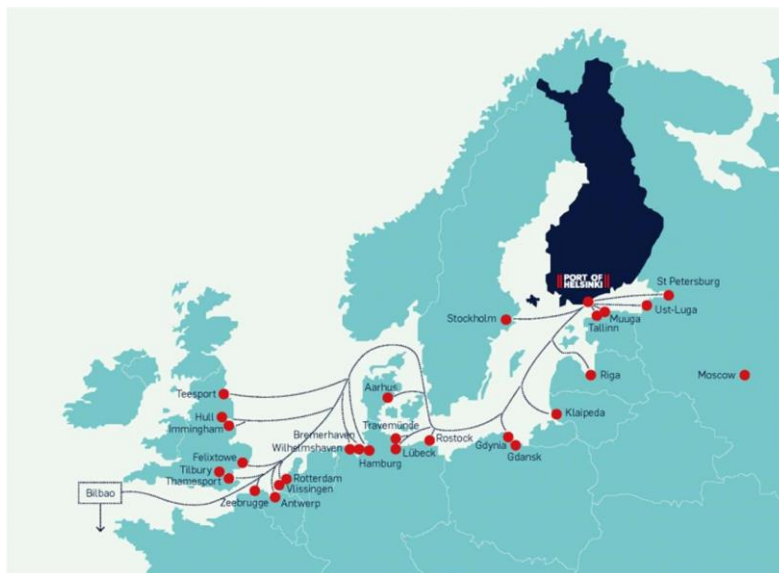 PORT OF
HELSINKI
St Petersburg
Stockholm
Ust-Luga
Muuga
Tallinn
Riga
Moscow
Aarhus
Teesport
Klaipeda
Hull
Immingham
Travemünde
Bremerhaven
Rostock
Gdynia
Wilhelmshaven
Lübeck
Gdansk
Hamburg
Felixtowe
Tilbury
Thamesport
Rotterdam
Vlissingen
Bilbao
Zeebrugge
Antwerp